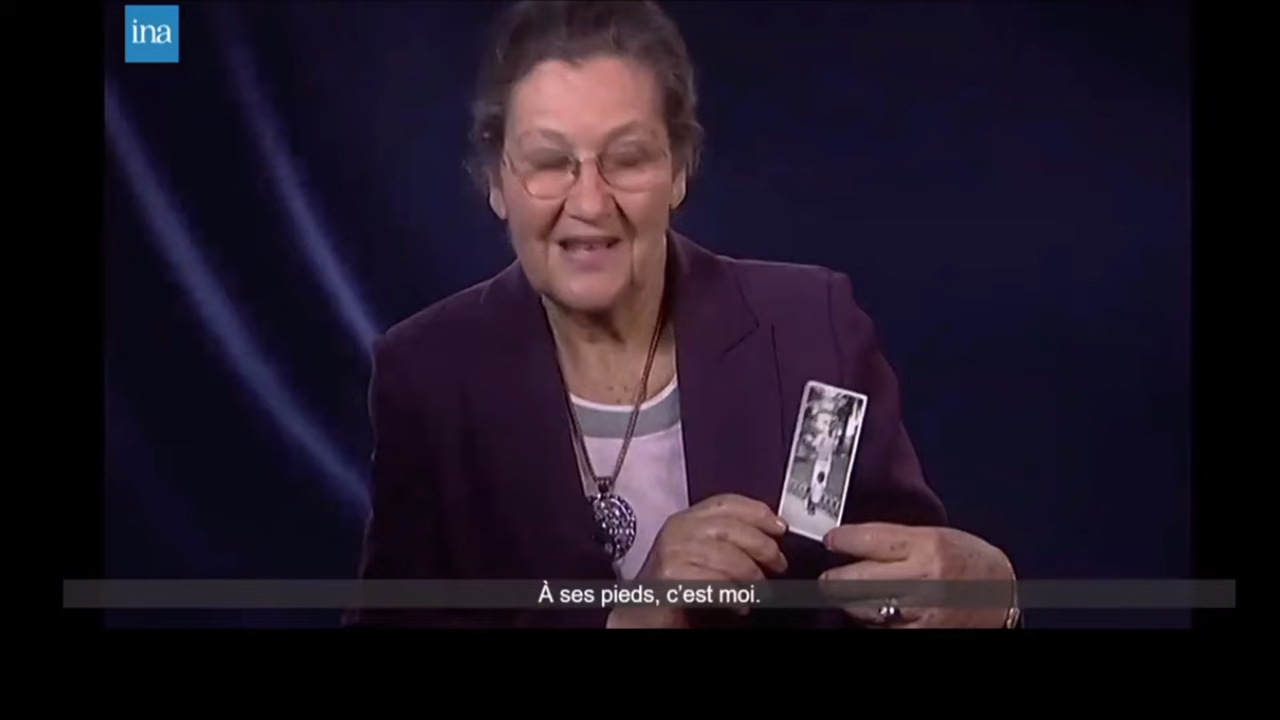 ina
À ses pieds, c'est moi.